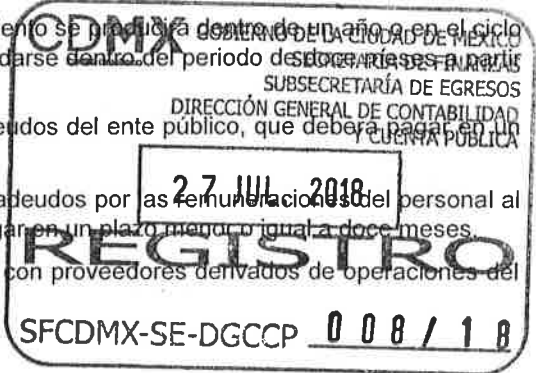 ento se producirá dentro de un año o en el ciclo
CDMX GOBIERNO DE LA CIUDAD DE MÉXICO
darse dentro del periodo de doce meses a partir
SECRETARÍA DE FINANZAS
SUBSECRETARÍA DE EGRESOS
DIRECCIÓN GENERAL DE CONTABILIDAD
eudos del ente público, que deberá pagar en un
Y CUENTA PÚBLICA
27 JUL. 2018
adeudos por las remuneraciones del personal al
gar en un plazo menor o igual a doce meses.
REGISTRO
con proveedores derivados de operaciones del
SFCDMX-SE-DGCCP 008/18